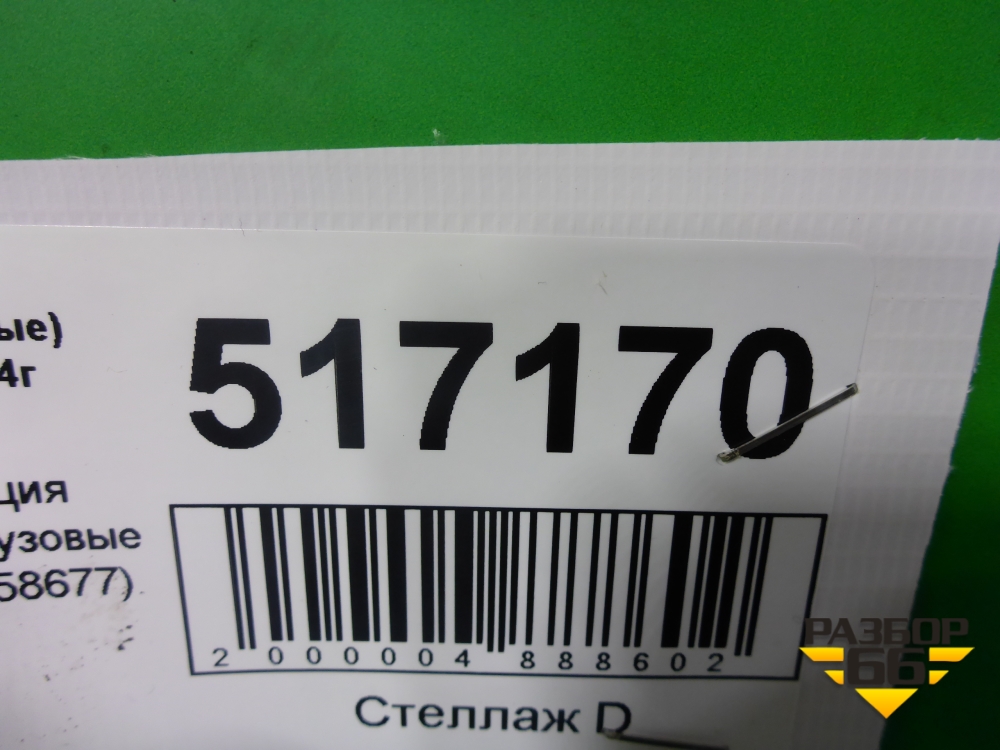 ые)
4г
517170
ция
узовые
58677)
2 000004 888602
Стеллаж D
РАЗБОР
66